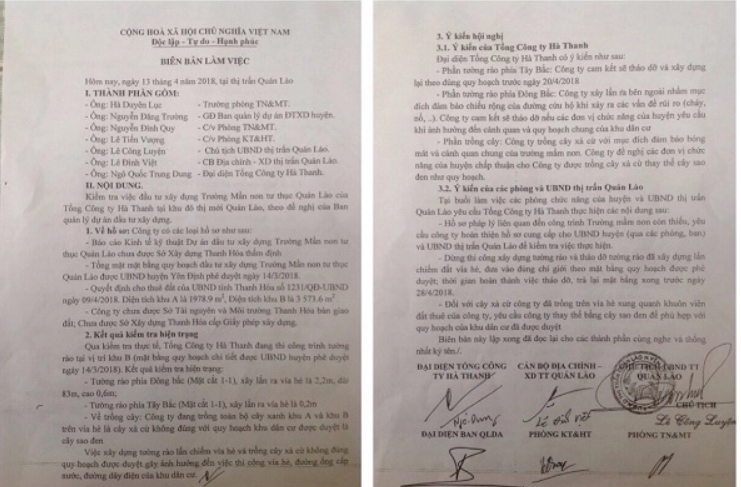 CỘNG HOÀ XÃ HỘI CHỦ NGHĨA VIỆT NAM
Độc lập - Tự do - Hạnh phúc
BIÊN BẢN LÀM VIỆC
Hôm nay, ngày 13 tháng 4 năm 2018, tại thị trấn Quán Lào
I. THÀNH PHẦN GỒM:
- Ông: Hà Duyên Lục - Trưởng phòng TN&MT.
- Ông: Nguyễn Đăng Trường - GĐ Ban quản lý dự án ĐTXD huyện.
- Ông: Nguyễn Đình Quy - C/v Phòng TN&MT.
- Ông: Lê Tiến Vương - C/v Phòng KT&HT.
- Ông: Lê Công Luyện - Chủ tịch UBND thị trấn Quán Lào.
- Ông: Lê Đình Việt - CB Địa chính - XD thị trấn Quán Lào.
- Ông: Ngô Quốc Trung Dung - Đại diện Tổng Công ty Hà Thanh.
II. NỘI DUNG.
Kiểm tra việc đầu tư xây dựng Trường Mầm non tư thục Quán Lào của
Tổng Công ty Hà Thanh tại khu đô thị mới Quán Lào, theo đề nghị của Ban
quản lý dự án đầu tư xây dựng.
1. Về hồ sơ: Công ty có các loại hồ sơ như sau:
- Báo cáo Kinh tế kỹ thuật Dự án đầu tư xây dựng Trường Mầm non tư
thục Quán Lào chưa được Sở Xây dựng Thanh Hóa thẩm định
- Tổng mặt mặt bằng quy hoạch đầu tư xây dựng Trường Mầm non tư thục
Quán Lào được UBND huyện Yên Định phê duyệt ngày 14/3/2018.
- Quyết định cho thuê đất của UBND tỉnh Thanh Hóa số 1231/QĐ-UBND
ngày 09/4/2018. Diện tích khu A là 1978.9 m², Diện tích khu B là 3 573.6 m².
- Công ty chưa được Sở Tài nguyên và Môi trường Thanh Hóa bàn giao
đất; Chưa được Sở Xây dựng Thanh Hóa cấp Giấy phép xây dựng.
2. Kết quả kiểm tra hiện trạng
Qua kiểm tra thực tế, Tổng Công ty Hà Thanh đang thi công trình tường
rào tại vị trí khu B (mặt bằng quy hoạch chi tiết được UBND huyện phê duyệt
ngày 14/3/2018). Kết quả kiểm tra hiện trạng:
- Tường rào phía Đông bắc (Mặt cắt 1-1), xây lấn ra vỉa hè là 2,2m, dài
83m, cao 0,6m;
- Tường rào phía Tây Bắc (Mặt cắt 1-1), xây lấn ra vỉa hè là 0,2m
- Về trồng cây: Công ty đang trồng toàn bộ cây xanh khu A và khu B
trên vỉa hè là cây xà cừ không đúng với quy hoạch khu dân cư được duyệt là
cây sao đen
Việc xây dựng tường rào lấn chiếm vỉa hè và trồng cây xà cừ không đúng
quy hoạch được duyệt gây ảnh hưởng đến việc thi công vỉa hè, đường ống cấp
nước, đường dây điện của khu dân cư.
3. Ý kiến hội nghị
3.1. Ý kiến của Tổng Công ty Hà Thanh
Đại diện Tổng Công ty Hà Thanh có ý kiến như sau:
- Phần tường rào phía Tây Bắc: Công ty cam kết sẽ tháo dỡ và xây dựng
lại theo đúng quy hoạch trước ngày 20/4/2018
- Phần tường rào phía Đông Bắc: Công ty xây lấn ra bên ngoài nhằm mục
đích đảm bảo chiều rộng của đường cứu hộ khi xảy ra các vấn đề rủi ro (cháy,
nổ, ..). Công ty cam kết sẽ tháo dỡ nếu các đơn vị chức năng của huyện yêu cầu
khi ảnh hưởng đến cảnh quan và quy hoạch chung của khu dân cư
- Phần trồng cây: Công ty trồng cây xà cừ với mục đích đảm bảo bóng
mát và cảnh quan chung của trường mầm non. Công ty đề nghị các đơn vị chức
năng của huyện chấp thuận cho Công ty được trồng cây xà cừ thay thế cây sao
đen như quy hoạch.
3.2. Ý kiến của các phòng và UBND thị trấn Quán Lào
Tại buổi làm việc các phòng chức năng của huyện và UBND thị trấn
Quán Lào yêu cầu Tổng Công ty Hà Thanh thực hiện các nội dung sau:
- Hồ sơ pháp lý liên quan đến công trình Trường mầm non còn thiếu, yêu
cầu công ty hoàn thiện hồ sơ cung cấp cho UBND huyện (qua các phòng, ban)
và UBND thị trấn Quán Lào để kiểm tra việc thực hiện.
- Dừng thi công xây dựng tường rào và tháo dỡ tường rào đã xây dựng lấn
chiếm đất vỉa hè, đưa vào đúng chỉ giới theo mặt bằng quy hoạch được phê
duyệt; thời gian hoàn thành việc tháo dỡ, trả lại mặt bằng xong trước ngày
28/4/2018.
- Đối với cây xà cừ công ty đã trồng trên vỉa hè xung quanh khuôn viên
đất thuê của công ty, yêu cầu công ty thay thế bằng cây sao đen để phù hợp với
quy hoạch của khu dân cư đã được duyệt
Biên bản này lập xong đã đọc lại cho các thành phần cùng nghe và thống
nhất ký tên./.
ĐẠI DIỆN TỔNG CÔNG TY HÀ THANH
CÁN BỘ ĐỊA CHÍNH – XD TT QUÁN LÀO
CHỦ TỊCH UBND TT QUÁN LÀO
CHỦ TỊCH
Lê Đình Việt
Lê Công Luyện
ĐẠI DIỆN BAN QLDA PHÒNG KT&HT PHÒNG TN&MT